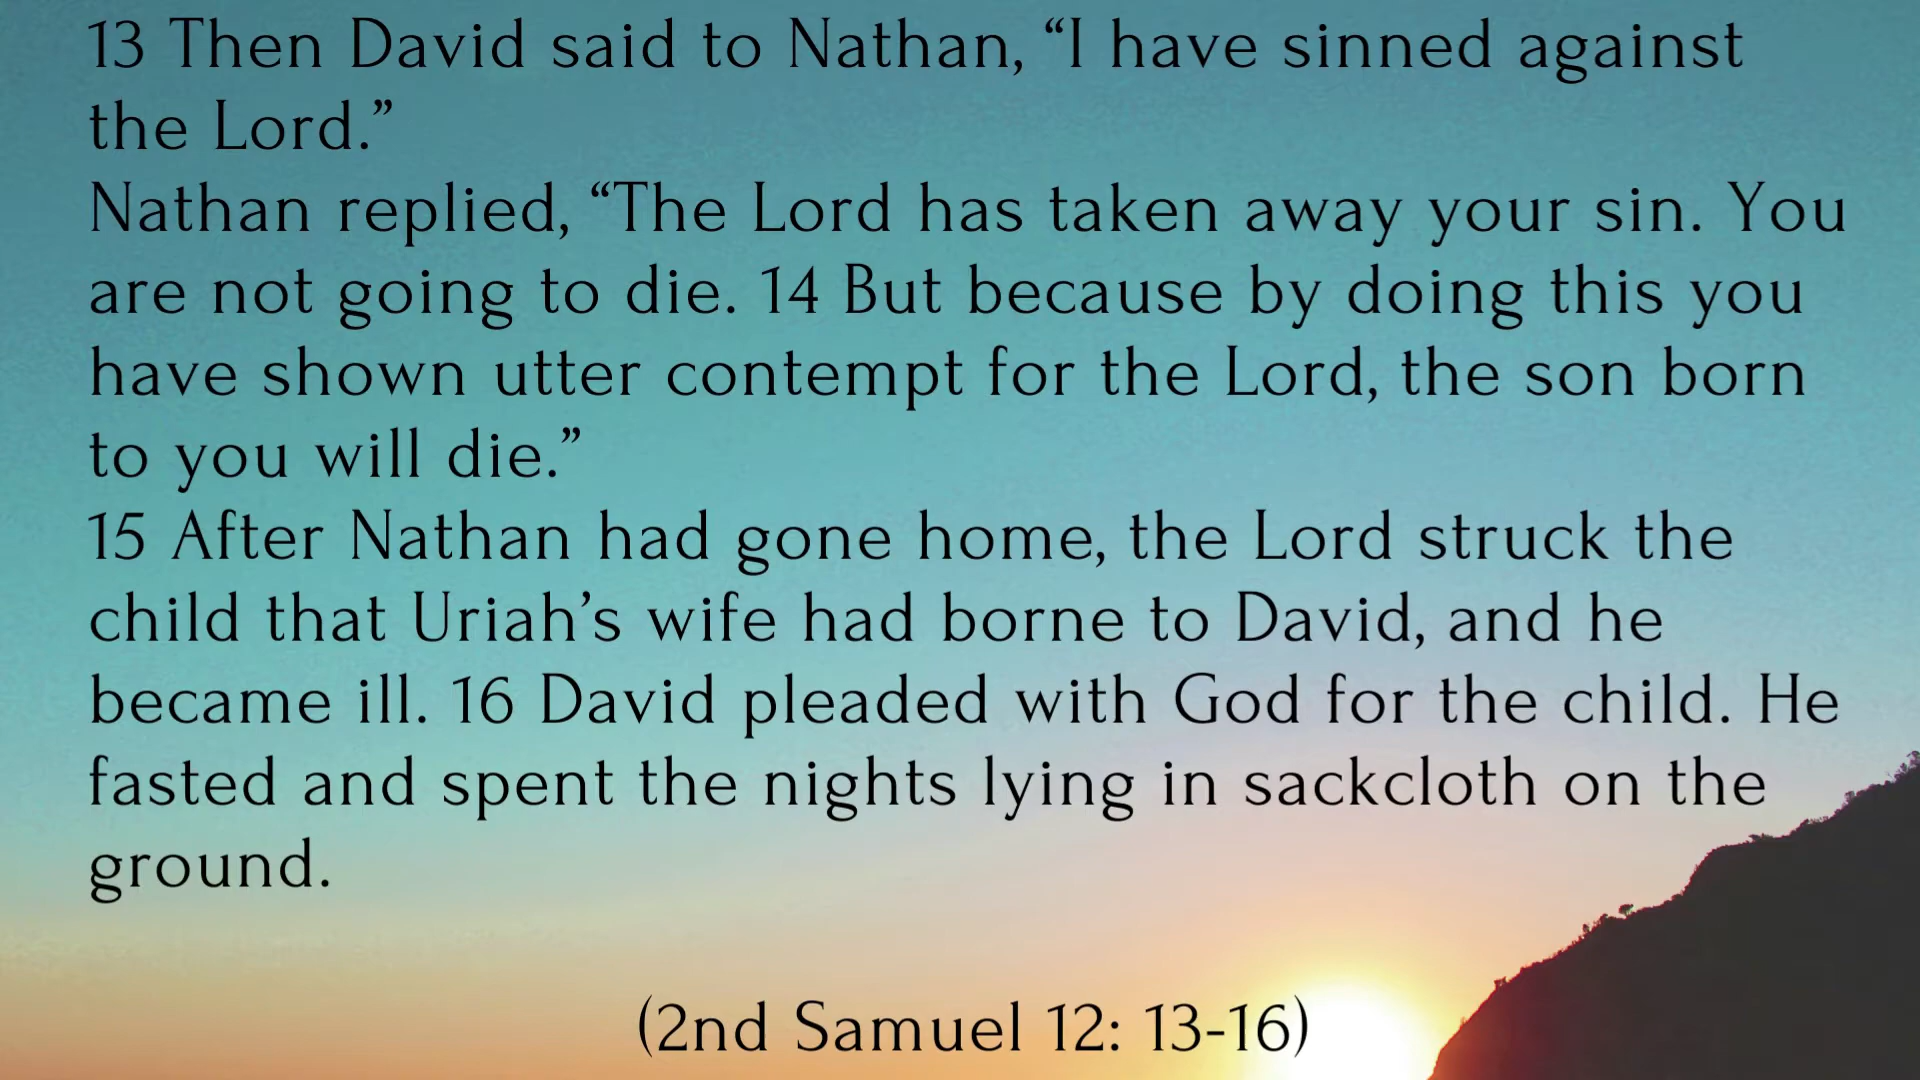 13 Then David said to Nathan, “I have sinned against
the Lord.”
Nathan replied, “The Lord has taken away your sin. You
are not going to die. 14 But because by doing this you
have shown utter contempt for the Lord, the son born
to you will die.”
15 After Nathan had gone home, the Lord struck the
child that Uriah’s wife had borne to David, and he
became ill. 16 David pleaded with God for the child. He
fasted and spent the nights lying in sackcloth on the
ground.
(2nd Samuel 12: 13-16)